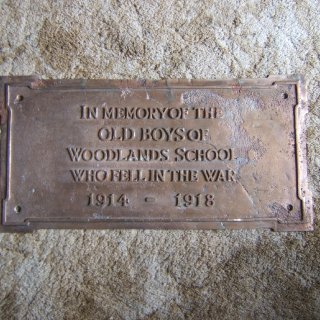 IN MEMORY OF THE
OLD BOYS OF
WOODLANDS SCHOOL
WHO FELL IN THE WAR
1914 - 1918